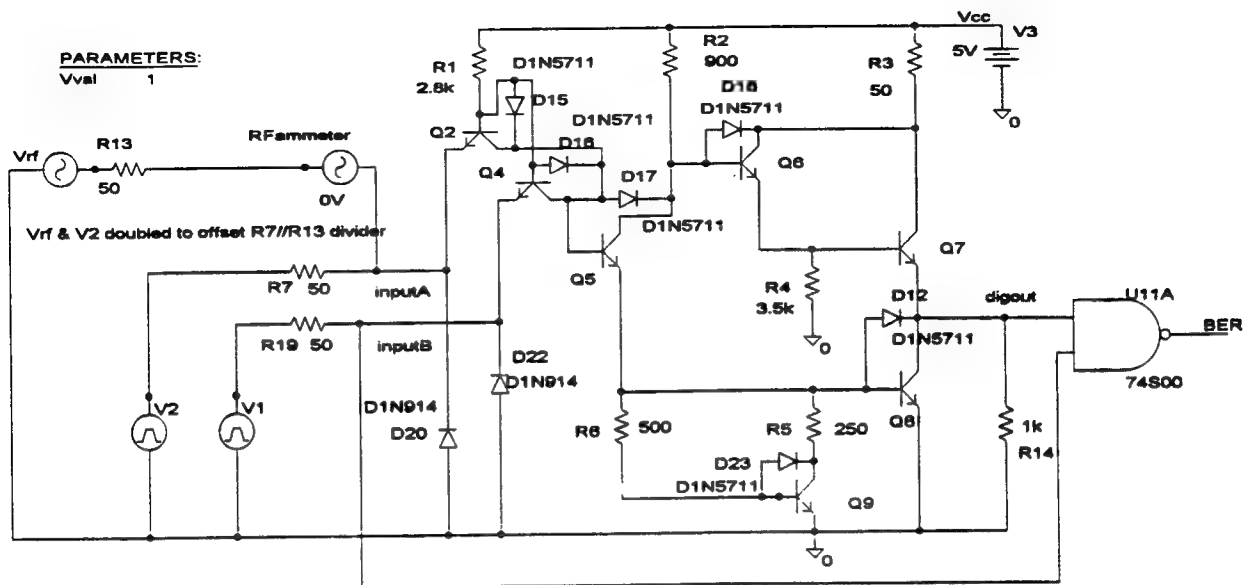 PARAMETERS:
Vval 1
Vcc
V3
5V
0
R1
2.8k
D1N5711
D15
R2
900
R3
50
D18
D1N5711
D1N5711
D16
Q2
Q4
Q6
D17
D1N5711
R13
50
Vrf
RFammeter
0V
Vrf & V2 doubled to offset R7//R13 divider
Q5
R4
3.5k
0
Q7
D12
D1N5711
digout
U11A
BER
74S00
R7 50
inputA
R19 50
inputB
D22
D1N914
V2
V1
D1N914
D20
R6
500
R5
250
Q8
1k
R14
D23
D1N5711
Q9
0